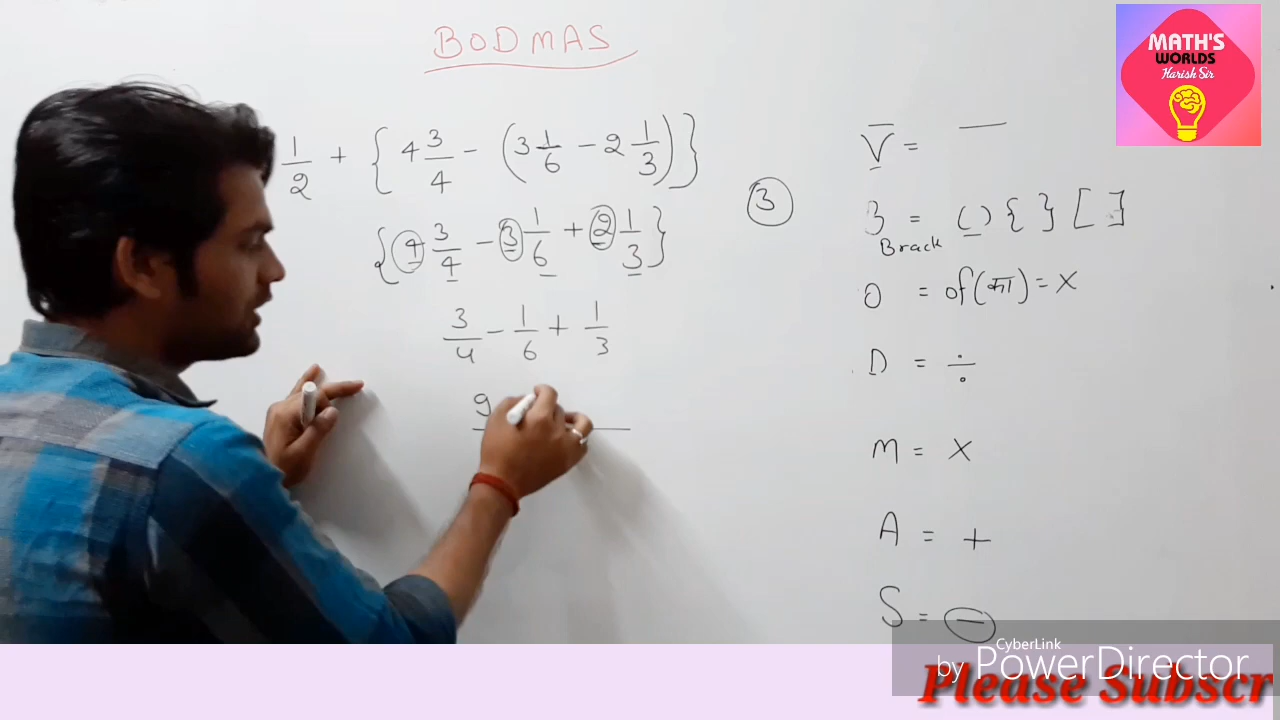 BODMAS
MATH'S
WORLDS
Harish Sir
1/2 + { 4 3/4 - (3 1/6 - 2 1/3) }
{ 4 3/4 - 3 1/6 + 2 1/3 }
3/4 - 1/6 + 1/3
9
3
V =
B = () { } [ ]
Brack
O = of (का) = ×
D = ÷
M = ×
A = +
S = -
CyberLink
by PowerDirector
Please Subscr